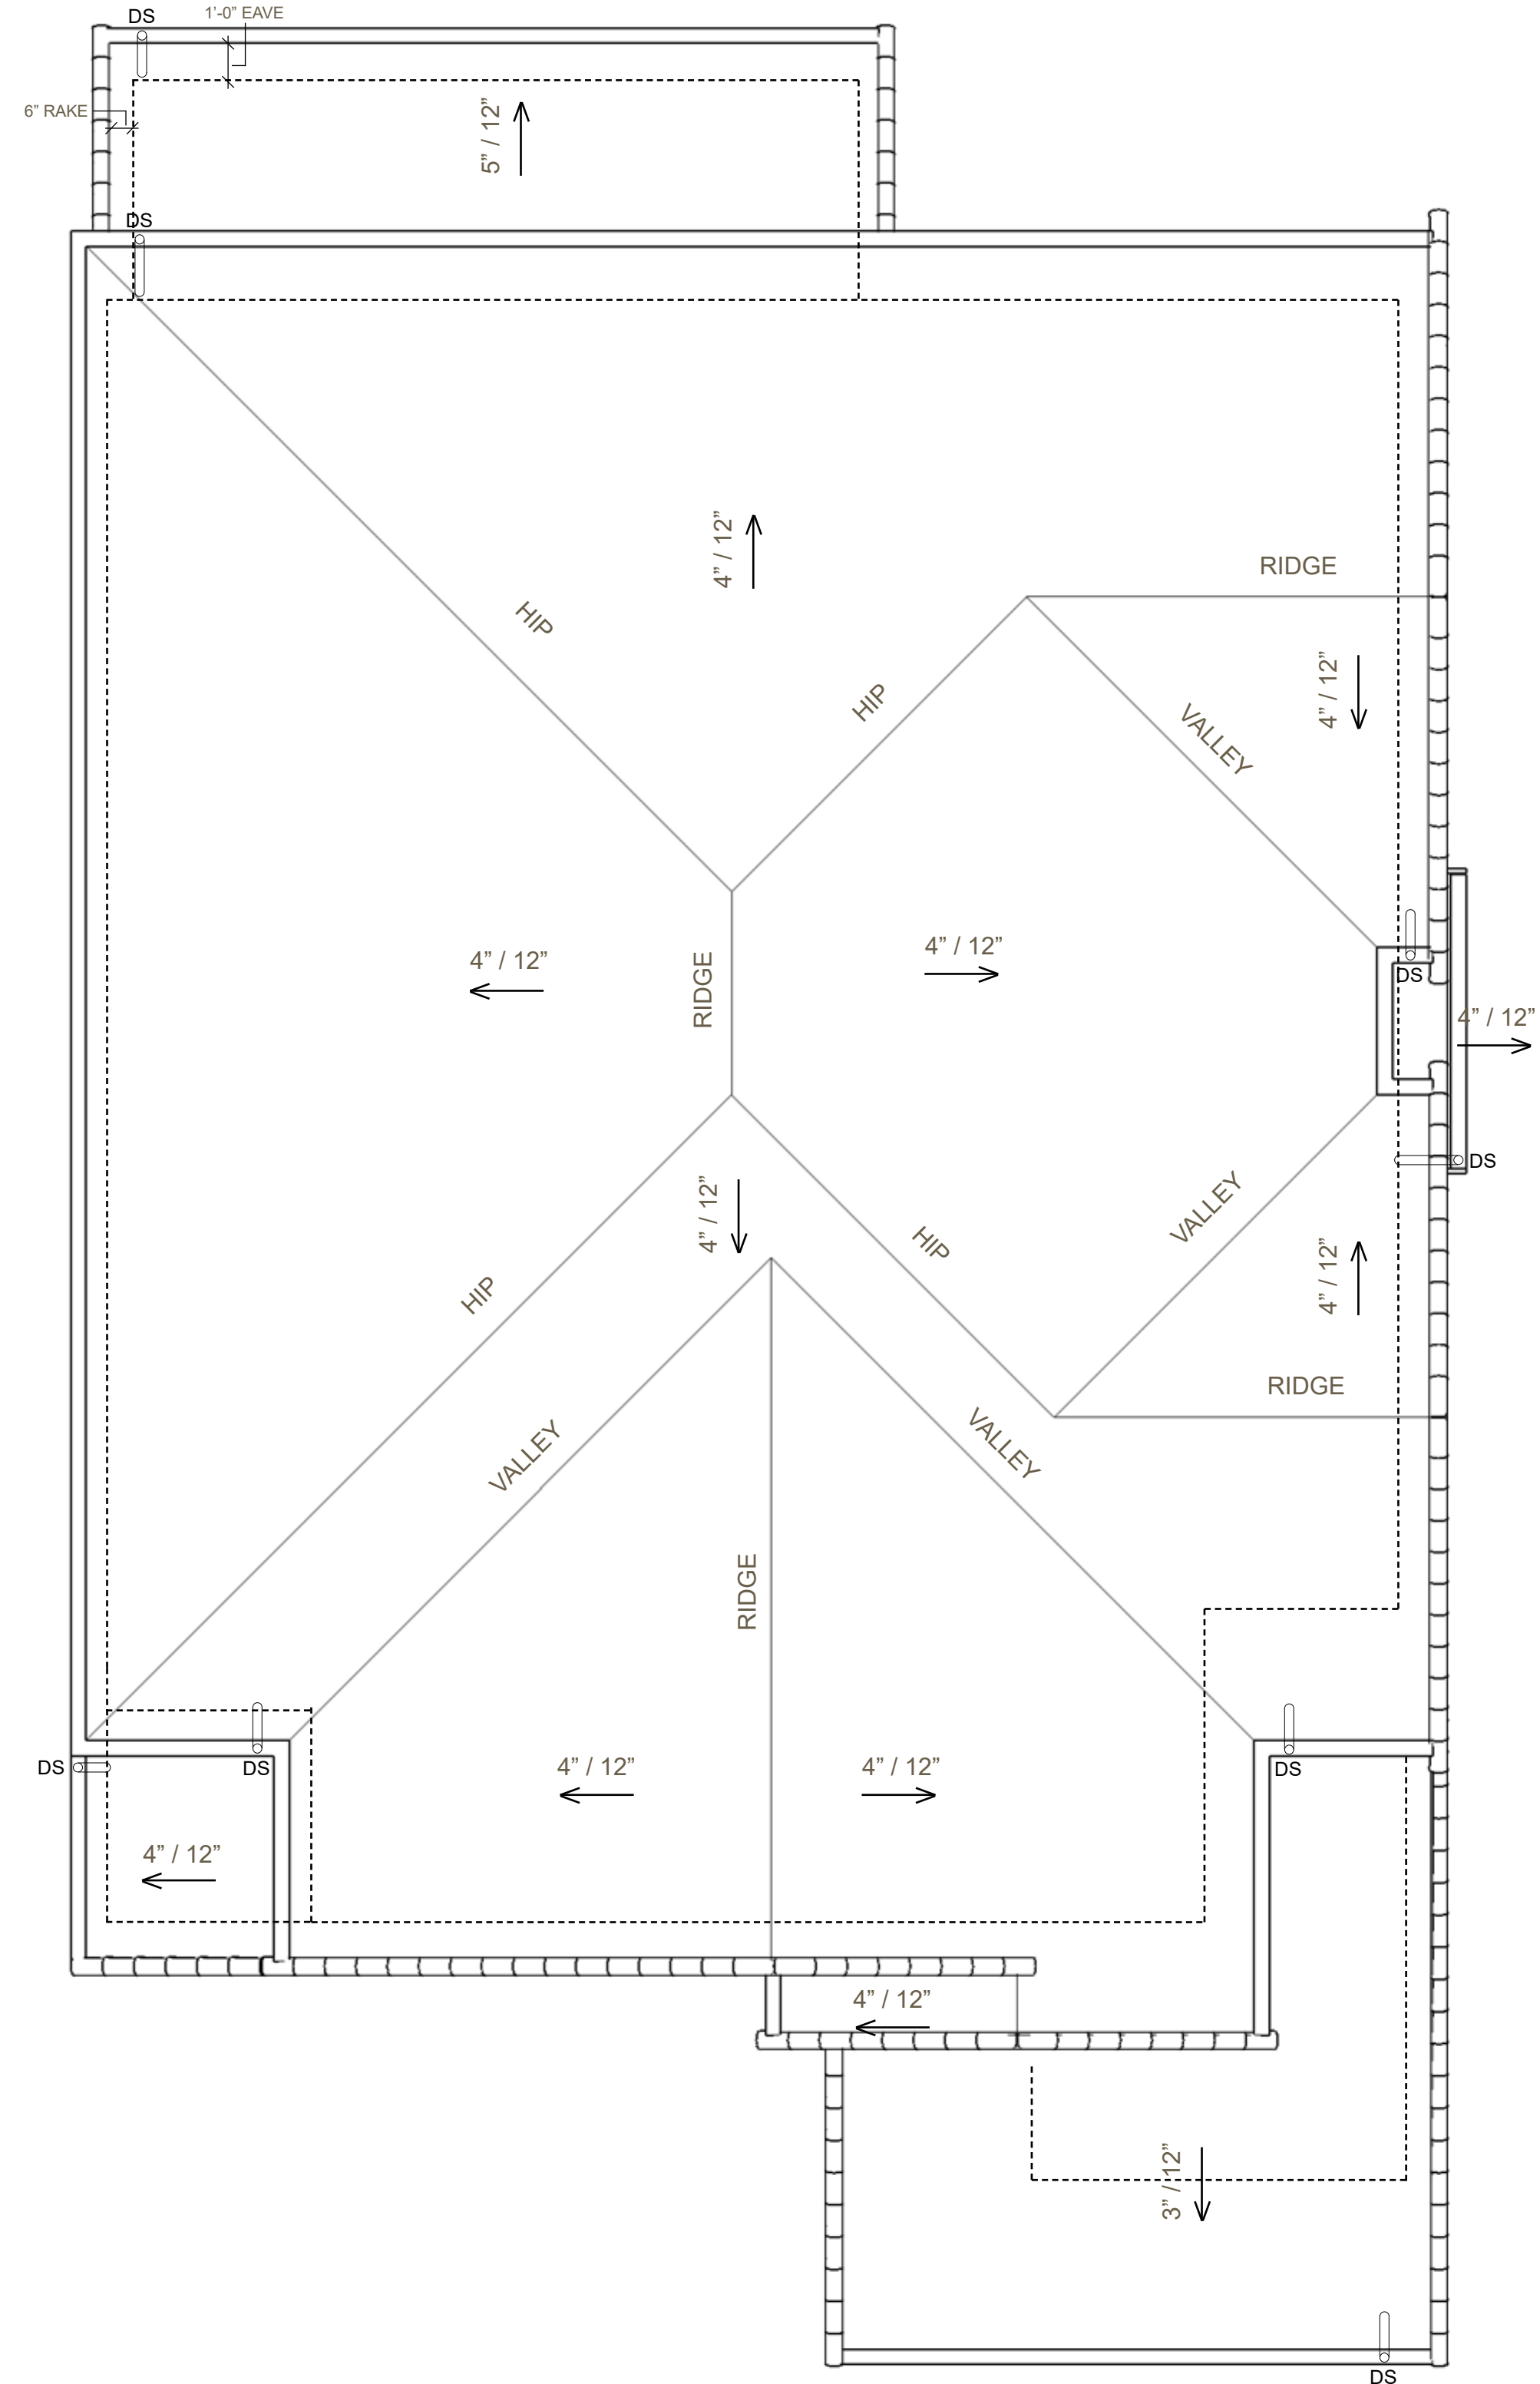 DS
1’-0” EAVE
6” RAKE
5” / 12”
DS
4” / 12”
RIDGE
HIP
HIP
4” / 12”
VALLEY
4” / 12”
4” / 12”
RIDGE
DS
4” / 12”
DS
4” / 12”
VALLEY
HIP
HIP
4” / 12”
RIDGE
VALLEY
VALLEY
RIDGE
DS
DS
DS
4” / 12”
4” / 12”
4” / 12”
4” / 12”
3” / 12”
DS